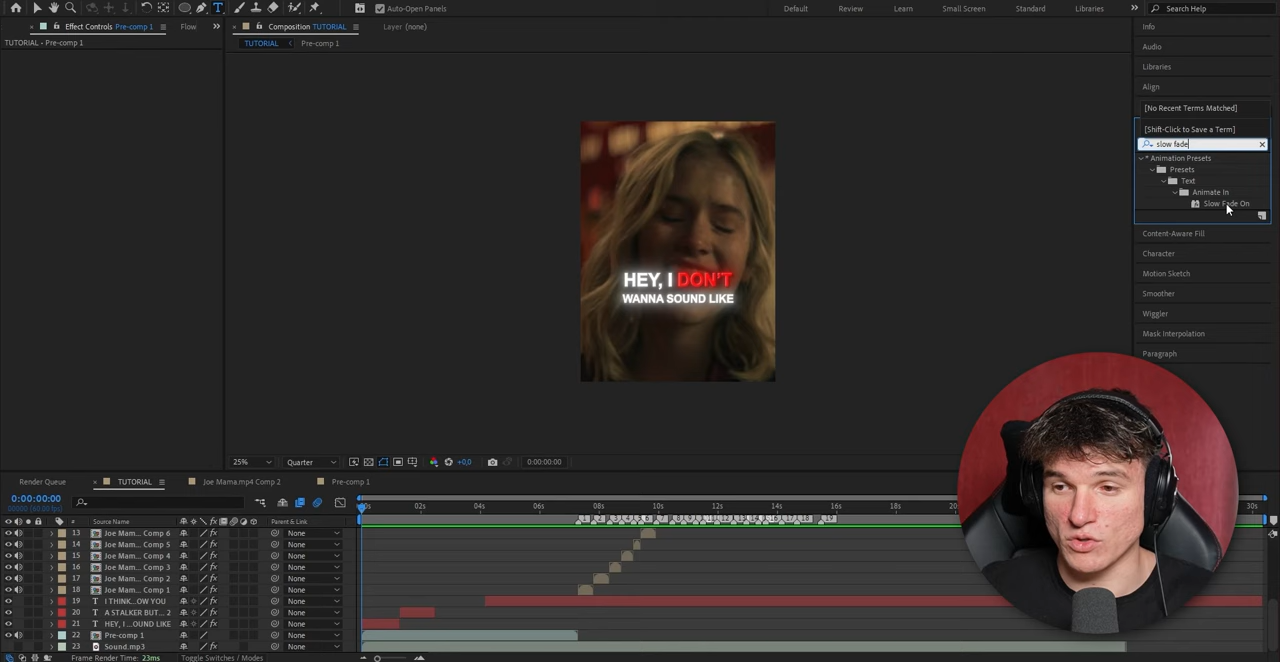 Auto-Open Panels
Default
Review
Learn
Small Screen
Standard
Libraries
Search Help
Effect Controls Pre-comp 1
Flow
Composition TUTORIAL
Layer (none)
Info
TUTORIAL - Pre-comp 1
TUTORIAL
Pre-comp 1
Audio
Libraries
Align
[No Recent Terms Matched]
[Shift-Click to Save a Term]
slow fade
* Animation Presets
Presets
Text
Animate In
Slow Fade On
Content-Aware Fill
Character
Motion Sketch
Smoother
Wiggler
Mask Interpolation
Paragraph
HEY, I DON'T
WANNA SOUND LIKE
25%
Quarter
+0,0
0:00:00:00
Render Queue
TUTORIAL
Joe Mama.mp4 Comp 2
Pre-comp 1
0:00:00:00
00000 (60.00 fps)
02s
04s
06s
08s
10s
12s
14s
16s
18s
30s
#
Source Name
Parent & Link
13 Joe Mam... Comp 6 None
14 Joe Mam... Comp 5 None
15 Joe Mam... Comp 4 None
16 Joe Mam... Comp 3 None
17 Joe Mam... Comp 2 None
18 Joe Mam... Comp 1 None
19 T I THINK...OW YOU None
20 T A STALKER BUT... 2 None
21 T HEY, I ...OUND LIKE None
22 Pre-comp 1 None
23 Sound.mp3 None
Frame Render Time: 23ms
Toggle Switches / Modes